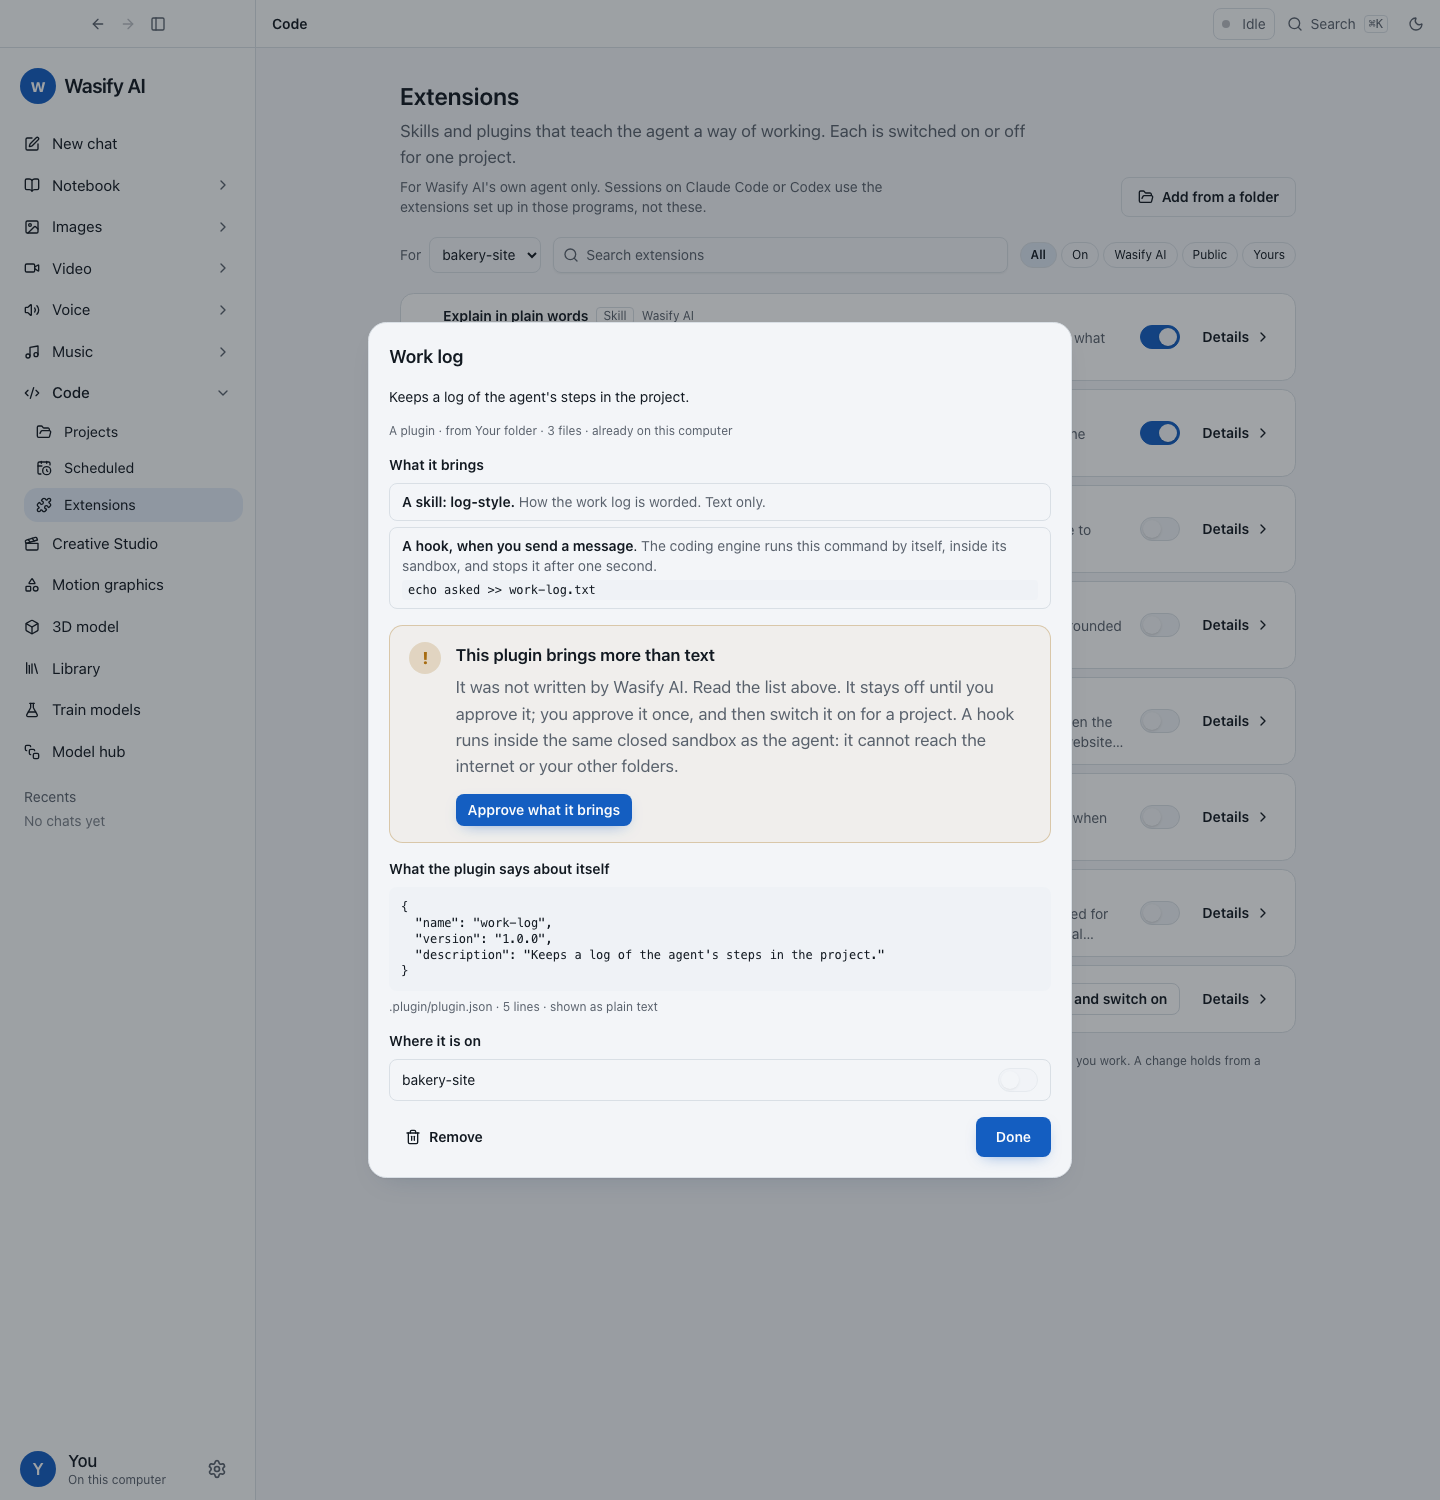 Code
Idle
Search
⌘K
w
Wasify AI
New chat
Notebook
Images
Video
Voice
Music
Code
Projects
Scheduled
Extensions
Creative Studio
Motion graphics
3D model
Library
Train models
Model hub
Recents
No chats yet
Y
You
On this computer
Extensions
Skills and plugins that teach the agent a way of working. Each is switched on or off
for one project.
For Wasify AI's own agent only. Sessions on Claude Code or Codex use the
extensions set up in those programs, not these.
Add from a folder
For
bakery-site
Search extensions
All
On
Wasify AI
Public
Yours
Explain in plain words
Skill
Wasify AI
what
Details
Details
e to
Details
Details
en the
Details
when
Details
ed for
Details
and switch on
Details
you work. A change holds from a
Work log
Keeps a log of the agent's steps in the project.
A plugin · from Your folder · 3 files · already on this computer
What it brings
A skill: log-style. How the work log is worded. Text only.
A hook, when you send a message. The coding engine runs this command by itself, inside its
sandbox, and stops it after one second.
echo asked >> work-log.txt
!
This plugin brings more than text
It was not written by Wasify AI. Read the list above. It stays off until you
approve it; you approve it once, and then switch it on for a project. A hook
runs inside the same closed sandbox as the agent: it cannot reach the
internet or your other folders.
Approve what it brings
What the plugin says about itself
{
"name": "work-log",
"version": "1.0.0",
"description": "Keeps a log of the agent's steps in the project."
}
.plugin/plugin.json · 5 lines · shown as plain text
Where it is on
bakery-site
Remove
Done